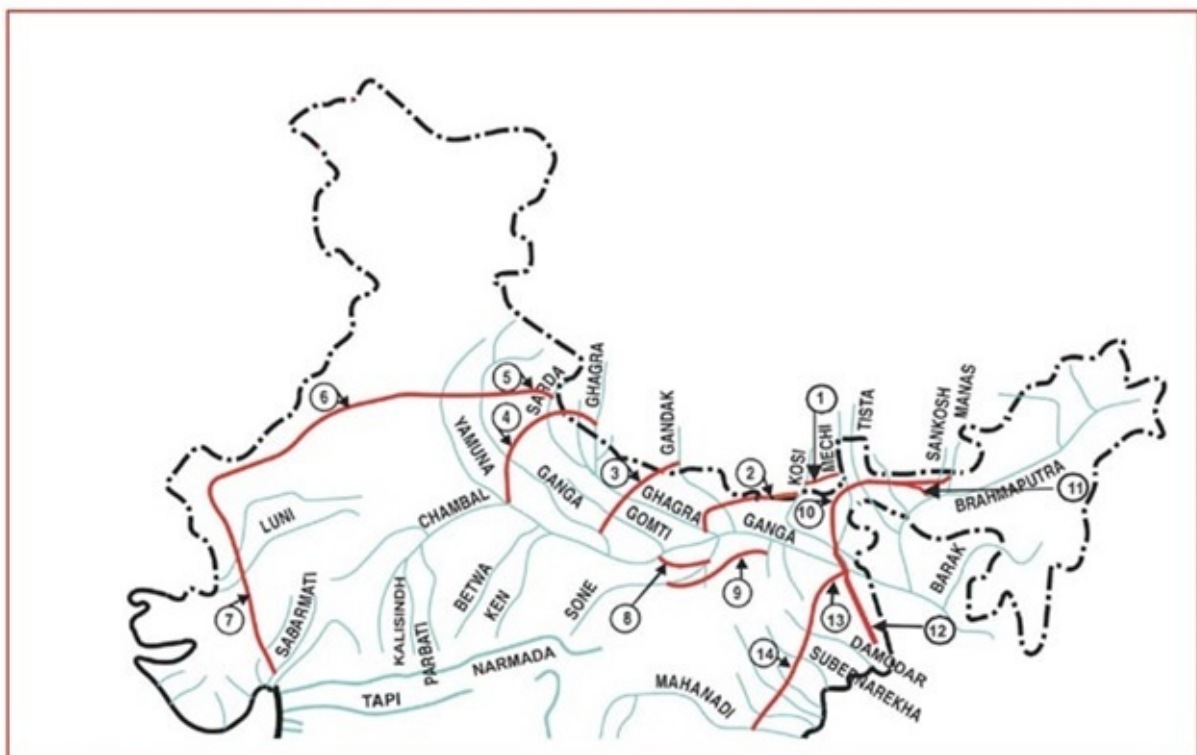 5
SARDA
GHAGRA
6
4
GANDAK
1
TISTA
SANKOSH
MANAS
YAMUNA
3
KOSI
MECHI
2
GANGA
GHAGRA
10
BRAHMAPUTRA
11
LUNI
CHAMBAL
GOMTI
GANGA
BARAK
SABARMATI
KALISINDH
PARBATI
BETWA
KEN
SONE
8
9
7
13
12
DAMODAR
14
SUBERNAREKHA
NARMADA
MAHANADI
TAPI